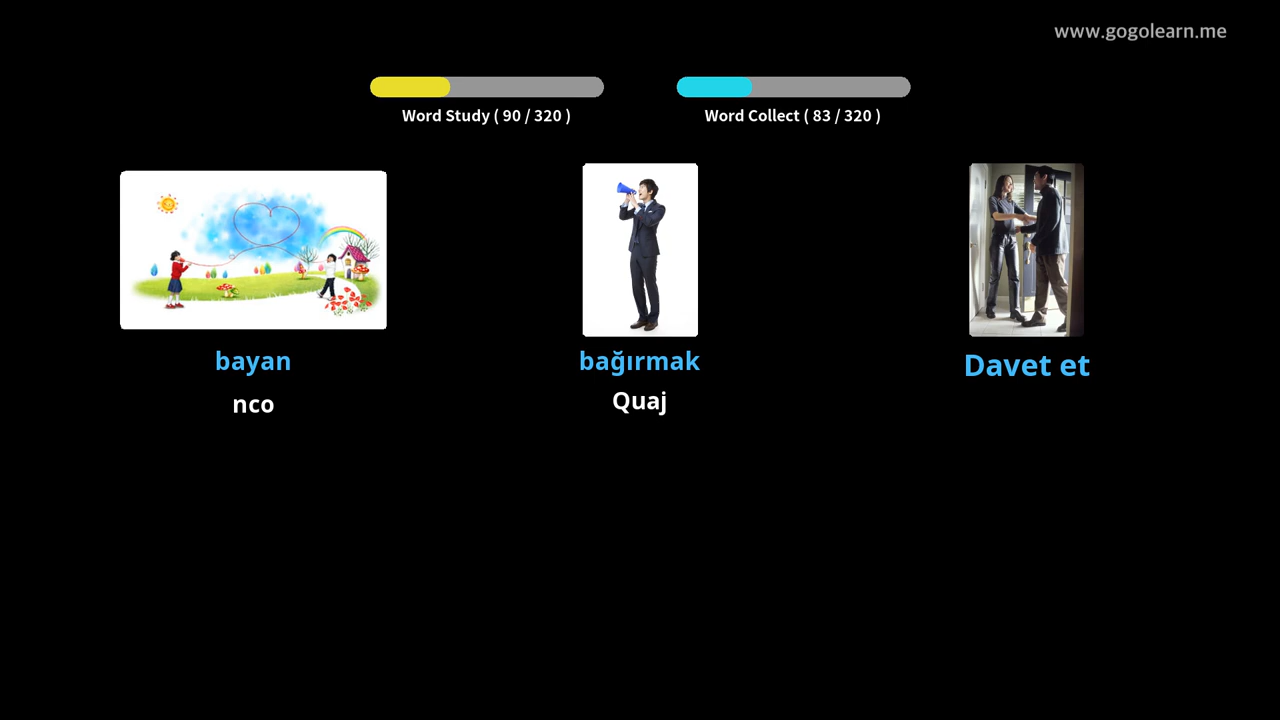 www.gogolearn.me
Word Study ( 90 / 320 )
Word Collect ( 83 / 320 )
bayan
nco
bağırmak
Quaj
Davet et